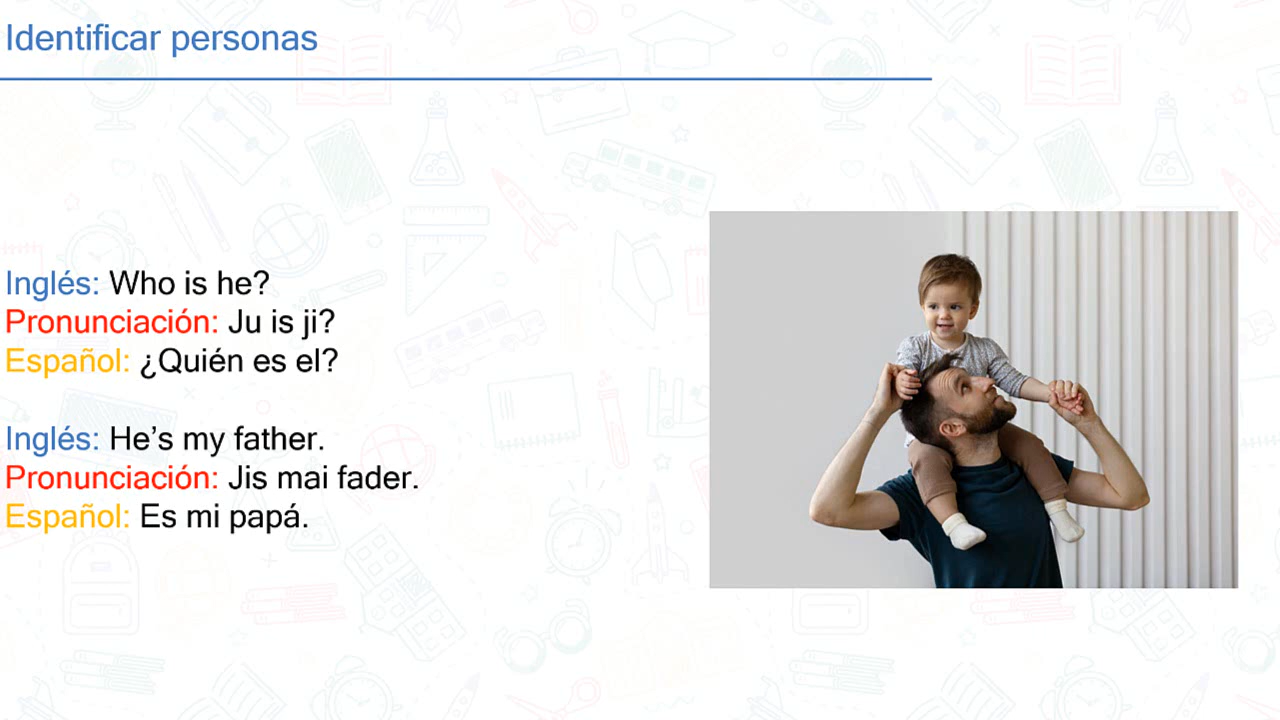 Identificar personas
Inglés: Who is he?
Pronunciación: Ju is ji?
Español: ¿Quién es el?
Inglés: He’s my father.
Pronunciación: Jis mai fader.
Español: Es mi papá.